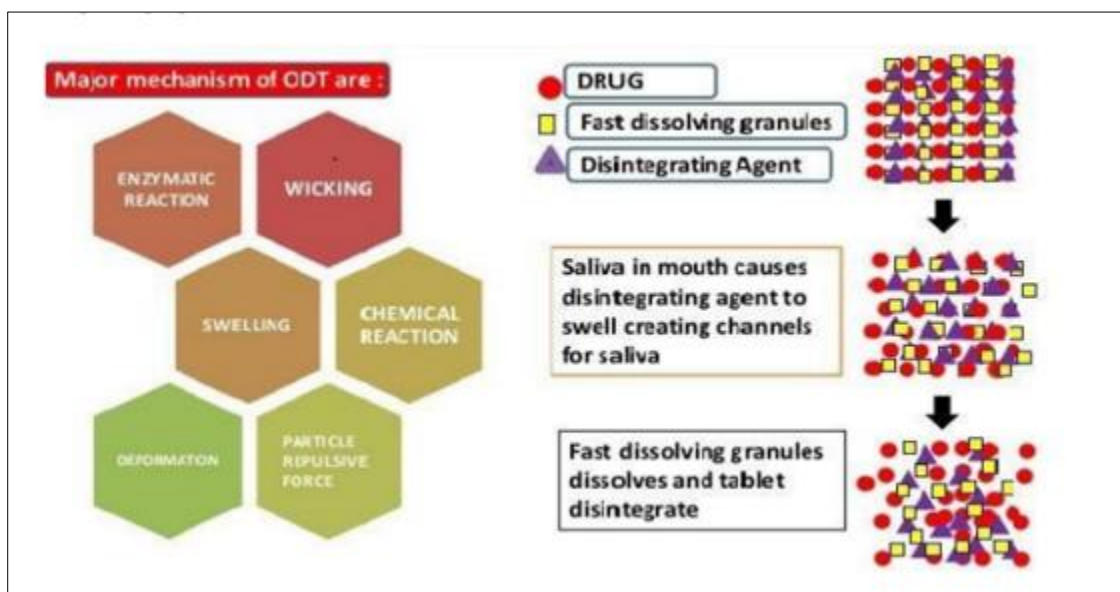 Major mechanism of ODT are :
ENZYMATIC
REACTION
WICKING
SWELLING
CHEMICAL
REACTION
DEFORMATON
PARTICLE
RIPULSIVE
FORCE
DRUG
Fast dissolving granules
Disintegrating Agent
Saliva in mouth causes
disintegrating agent to
swell creating channels
for saliva
Fast dissolving granules
dissolves and tablet
disintegrate